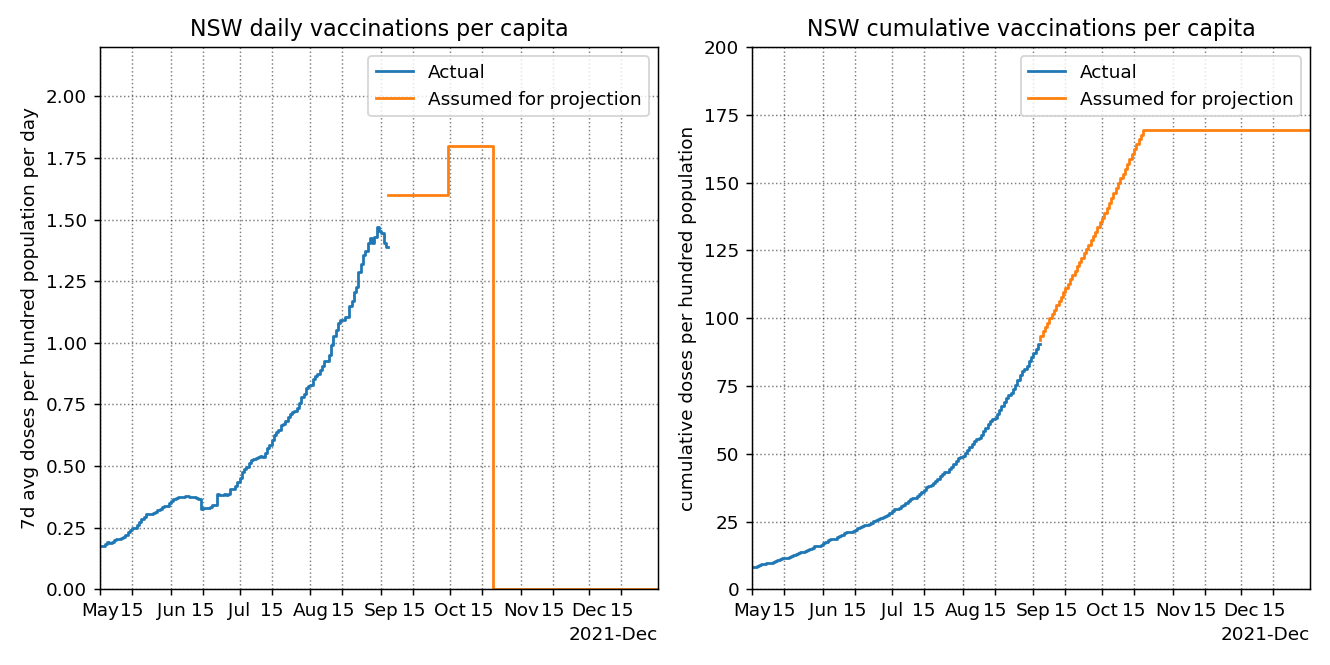 NSW daily vaccinations per capita
7d avg doses per hundred population per day
2.00
1.75
1.50
1.25
1.00
0.75
0.50
0.25
0.00
Actual
Assumed for projection
May 15 Jun 15 Jul 15 Aug 15 Sep 15 Oct 15 Nov 15 Dec 15
2021-Dec
NSW cumulative vaccinations per capita
cumulative doses per hundred population
200
175
150
125
100
75
50
25
0
Actual
Assumed for projection
May 15 Jun 15 Jul 15 Aug 15 Sep 15 Oct 15 Nov 15 Dec 15
2021-Dec